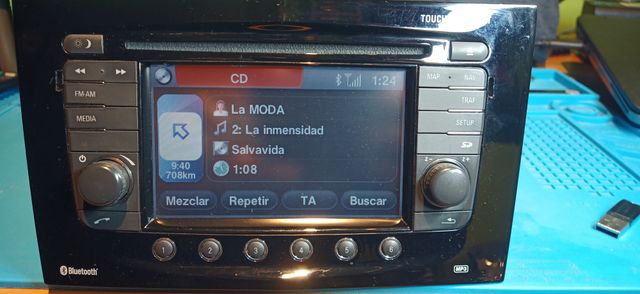 TOUCH
CD
1:24
MAP
NAV
FM-AM
MEDIA
La MODA
2: La inmensidad
Salvavida
1:08
9:40
708km
TRAF
SETUP
SD
Z-
Z+
Mezclar
Repetir
TA
Buscar
1
2
3
4
5
6
Bluetooth
MP3